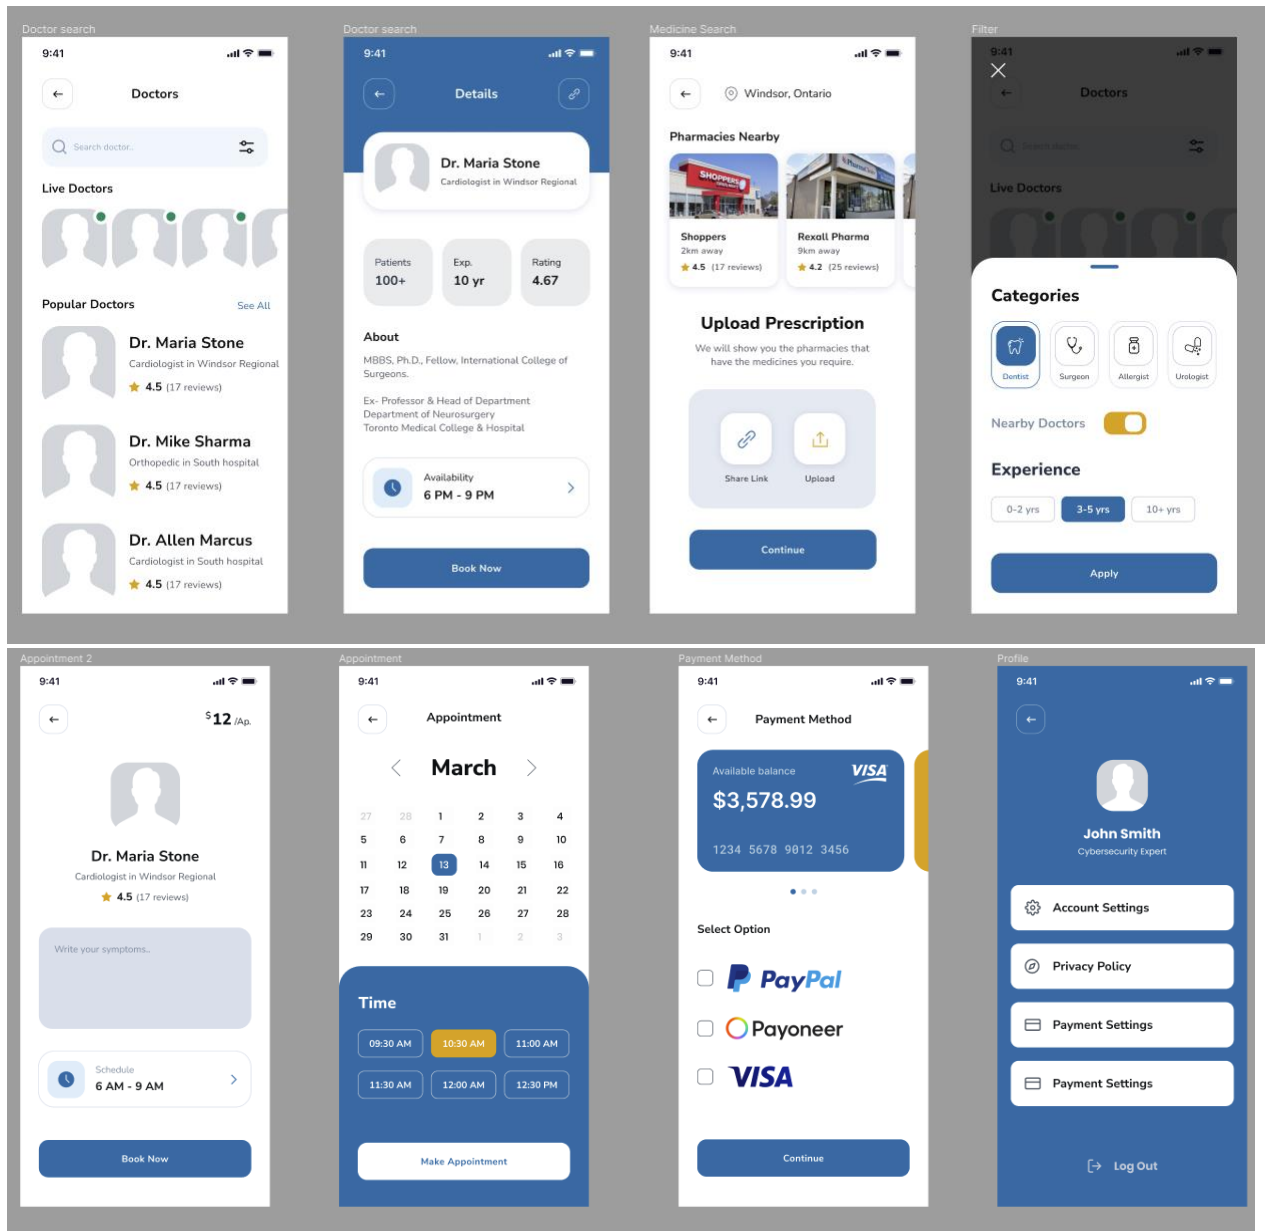 Doctor search
9:41
Doctors
Search doctor..
Live Doctors
Popular Doctors
See All
Dr. Maria Stone
Cardiologist in Windsor Regional
4.5 (17 reviews)
Dr. Mike Sharma
Orthopedic in South hospital
4.5 (17 reviews)
Dr. Allen Marcus
Cardiologist in South hospital
4.5 (17 reviews)
Doctor search
9:41
Details
Dr. Maria Stone
Cardiologist in Windsor Regional
Patients
100+
Exp.
10 yr
Rating
4.67
About
MBBS, Ph.D., Fellow, International College of
Surgeons.
Ex- Professor & Head of Department
Department of Neurosurgery
Toronto Medical College & Hospital
Availability
6 PM - 9 PM
Book Now
Medicine Search
9:41
Windsor, Ontario
Pharmacies Nearby
SHOPPERS
Shoppers
2km away
4.5 (17 reviews)
Rexall Pharma
9km away
4.2 (25 reviews)
Upload Prescription
We will show you the pharmacies that
have the medicines you require.
Share Link
Upload
Continue
Filter
9:41
Doctors
Search doctor..
Live Doctors
Categories
Dentist
Surgeon
Allergist
Urologist
Nearby Doctors
Experience
0-2 yrs
3-5 yrs
10+ yrs
Apply
Appointment 2
9:41
$12 /Ap.
Dr. Maria Stone
Cardiologist in Windsor Regional
4.5 (17 reviews)
Write your symptoms..
Schedule
6 AM - 9 AM
Book Now
Appointment
9:41
Appointment
March
27 28 1 2 3 4
5 6 7 8 9 10
11 12 13 14 15 16
17 18 19 20 21 22
23 24 25 26 27 28
29 30 31 1 2 3
Time
09:30 AM 10:30 AM 11:00 AM
11:30 AM 12:00 AM 12:30 PM
Make Appointment
Payment Method
9:41
Payment Method
Available balance
VISA
$3,578.99
1234 5678 9012 3456
Select Option
PayPal
Payoneer
VISA
Continue
Profile
9:41
John Smith
Cybersecurity Expert
Account Settings
Privacy Policy
Payment Settings
Payment Settings
Log Out